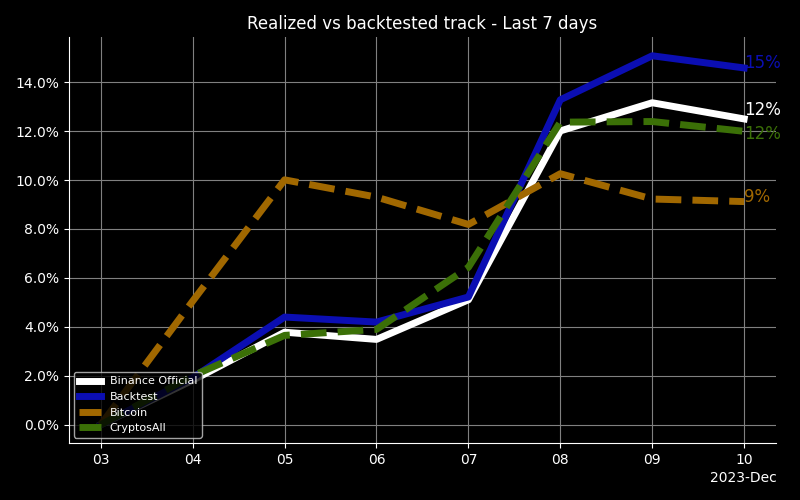 Realized vs backtested track - Last 7 days
14.0%
12.0%
10.0%
8.0%
6.0%
4.0%
2.0%
0.0%
15%
12%
12%
9%
Binance Official
Backtest
Bitcoin
CryptosAll
03 04 05 06 07 08 09 10
2023-Dec